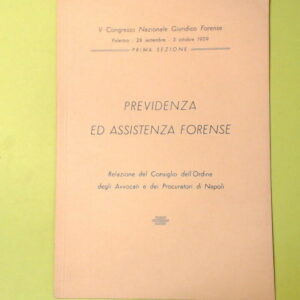 V Congresso Nazionale Giuridico Forense
Palermo - 28 settembre - 3 ottobre 1959
PRIMA SEZIONE
PREVIDENZA
ED ASSISTENZA FORENSE
Relazione del Consiglio dell'Ordine
degli Avvocati e dei Procuratori di Napoli